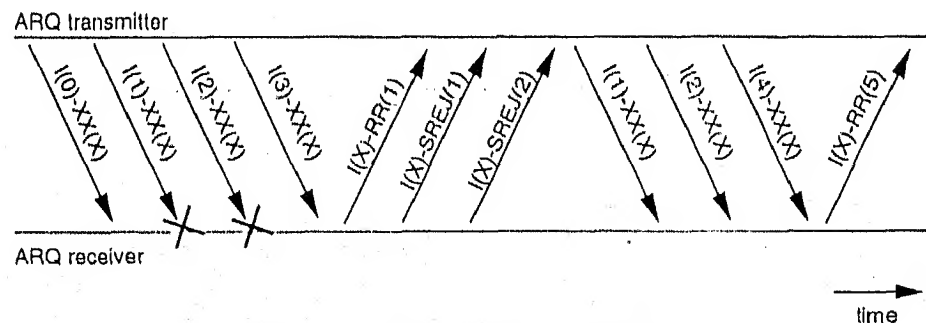 ARQ transmitter
I(0)-XX(X)
I(1)-XX(X)
I(2)-XX(X)
I(3)-XX(X)
I(X)-RR(1)
I(X)-SREJ(1)
I(X)-SREJ(2)
I(1)-XX(X)
I(2)-XX(X)
I(4)-XX(X)
I(X)-RR(5)
ARQ receiver
time